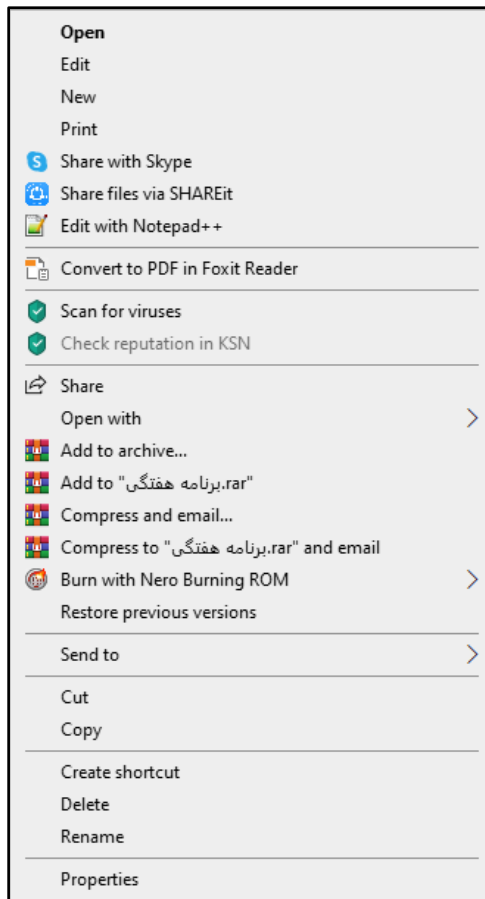 Open
Edit
New
Print
Share with Skype
Share files via SHAREit
Edit with Notepad++
Convert to PDF in Foxit Reader
Scan for viruses
Check reputation in KSN
Share
Open with
Add to archive...
Add to "برنامه هفتگی.rar"
Compress and email...
Compress to "برنامه هفتگی.rar" and email
Burn with Nero Burning ROM
Restore previous versions
Send to
Cut
Copy
Create shortcut
Delete
Rename
Properties